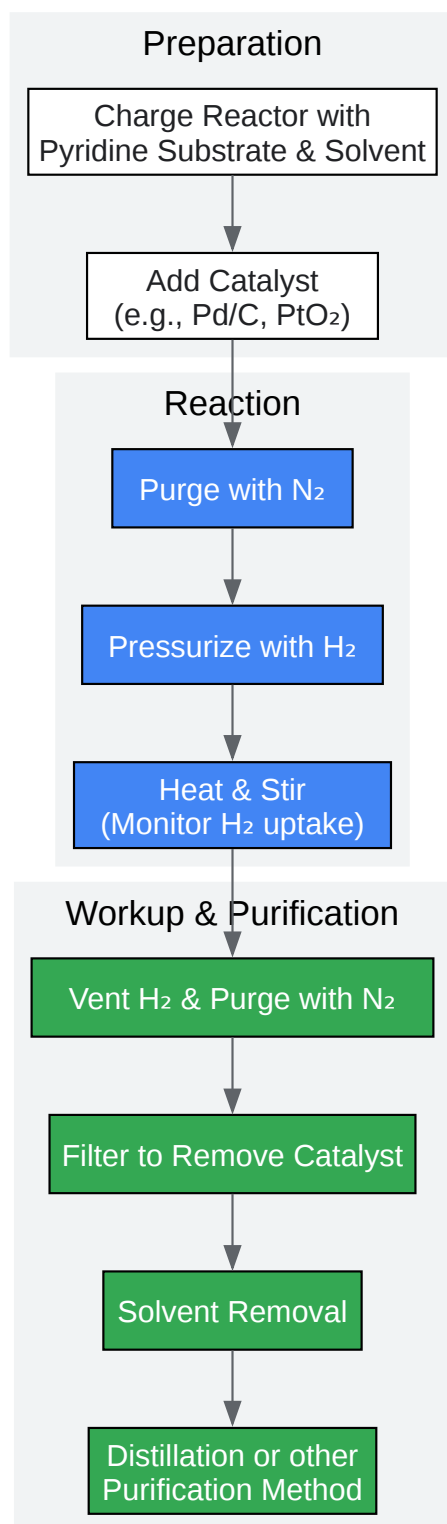 Preparation
Charge Reactor with
Pyridine Substrate & Solvent
Add Catalyst
(e.g., Pd/C, PtO₂)
Reaction
Purge with N₂
Pressurize with H₂
Heat & Stir
(Monitor H₂ uptake)
Workup & Purification
Vent H₂ & Purge with N₂
Filter to Remove Catalyst
Solvent Removal
Distillation or other
Purification Method